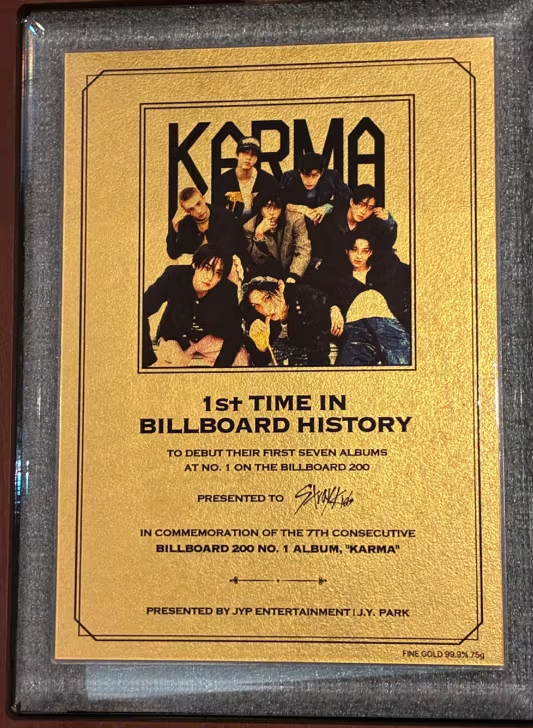 KARMA
1st TIME IN
BILLBOARD HISTORY
TO DEBUT THEIR FIRST SEVEN ALBUMS
AT NO. 1 ON THE BILLBOARD 200
PRESENTED TO Stray Kids
IN COMMEMORATION OF THE 7TH CONSECUTIVE
BILLBOARD 200 NO. 1 ALBUM, "KARMA"
PRESENTED BY JYP ENTERTAINMENT | J.Y. PARK
FINE GOLD 99.9% 75g